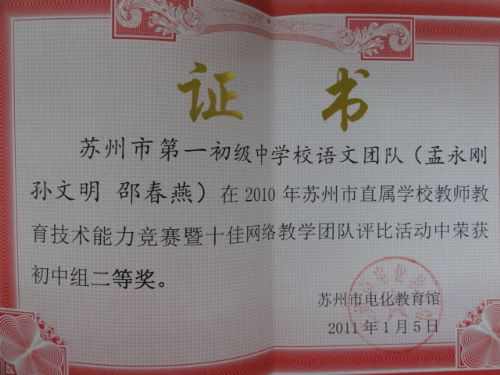 证书
苏州市第一初级中学校语文团队（孟永刚
孙文明 邵春燕）在2010年苏州市直属学校教师教
育技术能力竞赛暨十佳网络教学团队评比活动中荣获
初中组二等奖。
苏州市电化教育馆
2011年1月5日